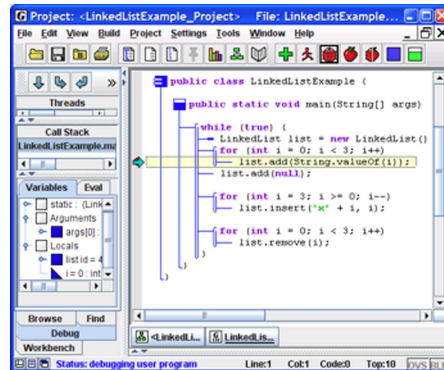 Project: <LinkedListExample_Project> File: LinkedListExample...
File Edit View Build Project Settings Tools Window Help
Threads
Call Stack
LinkedListExample.ma
Variables Eval
static : (Link
Arguments
args[0] :
Locals
list id = 4
i = 0 : int
Browse Find
Debug
Workbench
public class LinkedListExample {
public static void main(String[] args)
while (true) {
LinkedList list = new LinkedList()
for (int i = 0; i < 3; i++)
list.add(String.valueOf(i));
list.add(null);
for (int i = 3; i >= 0; i--)
list.insert("x" + i, i);
for (int i = 0; i < 3; i++)
list.remove(i);
}
}
}
<LinkedLi... LinkedLis...
Status: debugging user program Line:1 Col:1 Code:0 Top:10 OVS BLK